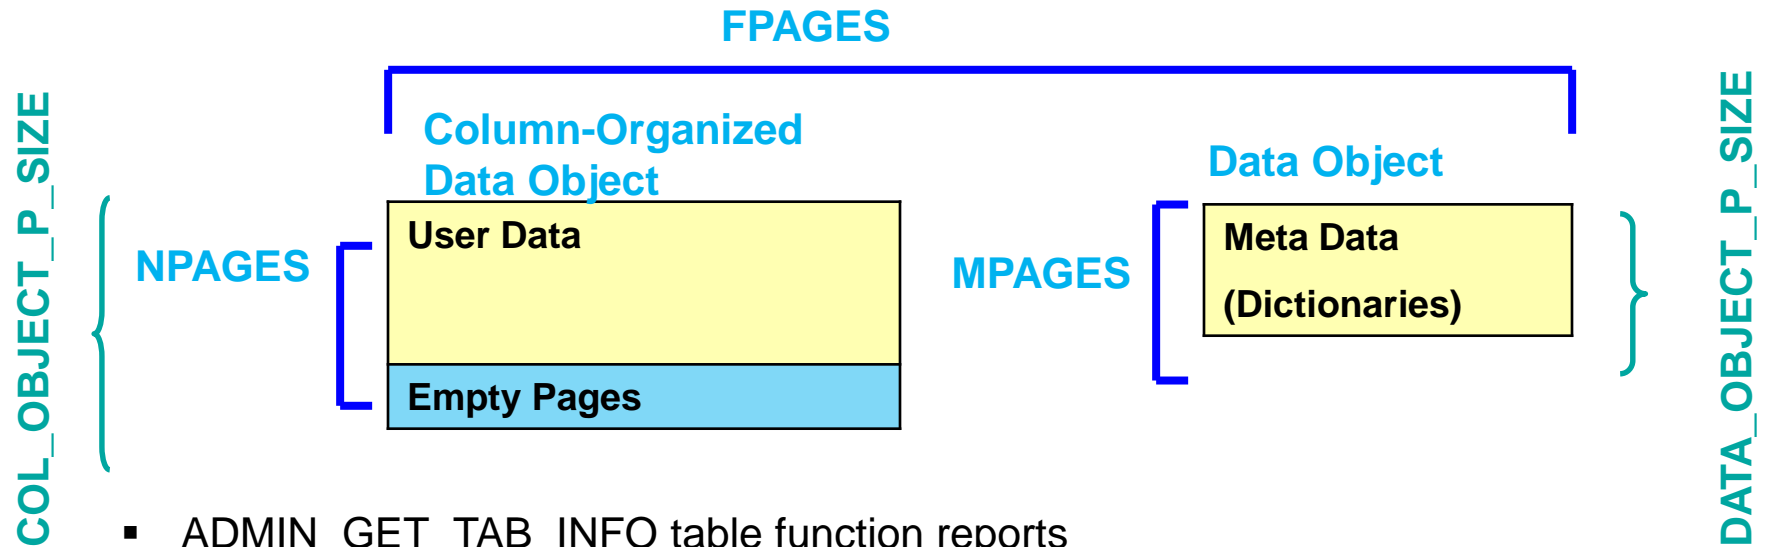 FPAGES
COL_OBJECT_P_SIZE
Column-Organized
Data Object
Data Object
DATA_OBJECT_P_SIZE
NPAGES
User Data
Empty Pages
MPAGES
Meta Data
(Dictionaries)
▪ ADMIN_GET_TAB_INFO table function reports